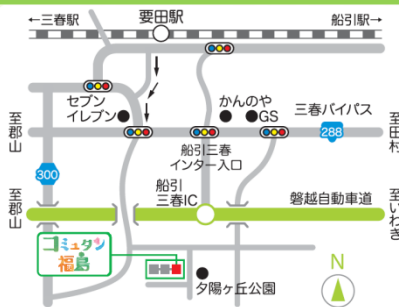 ←三春駅
要田駅
船引駅→
セブン
イレブン
かんのや
GS
三春バイパス
至郡山
288
至田村
300
船引三春
インター入口
船引
三春IC
磐越自動車道
至郡山
至いわき
コミュタン
福島
夕陽ヶ丘公園
N